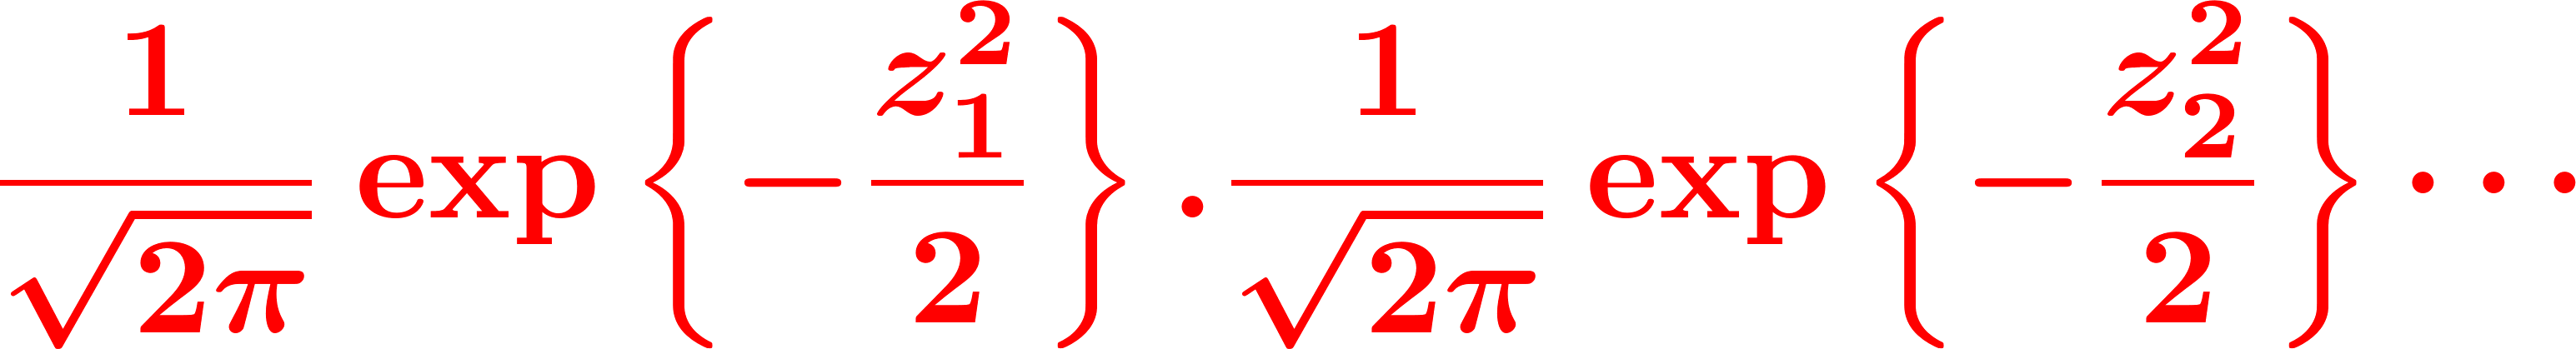 \frac{1}{\sqrt{2\pi}} \exp \left\{ -\frac{z_1^2}{2} \right\} . \frac{1}{\sqrt{2\pi}} \exp \left\{ -\frac{z_2^2}{2} \right\} \cdots